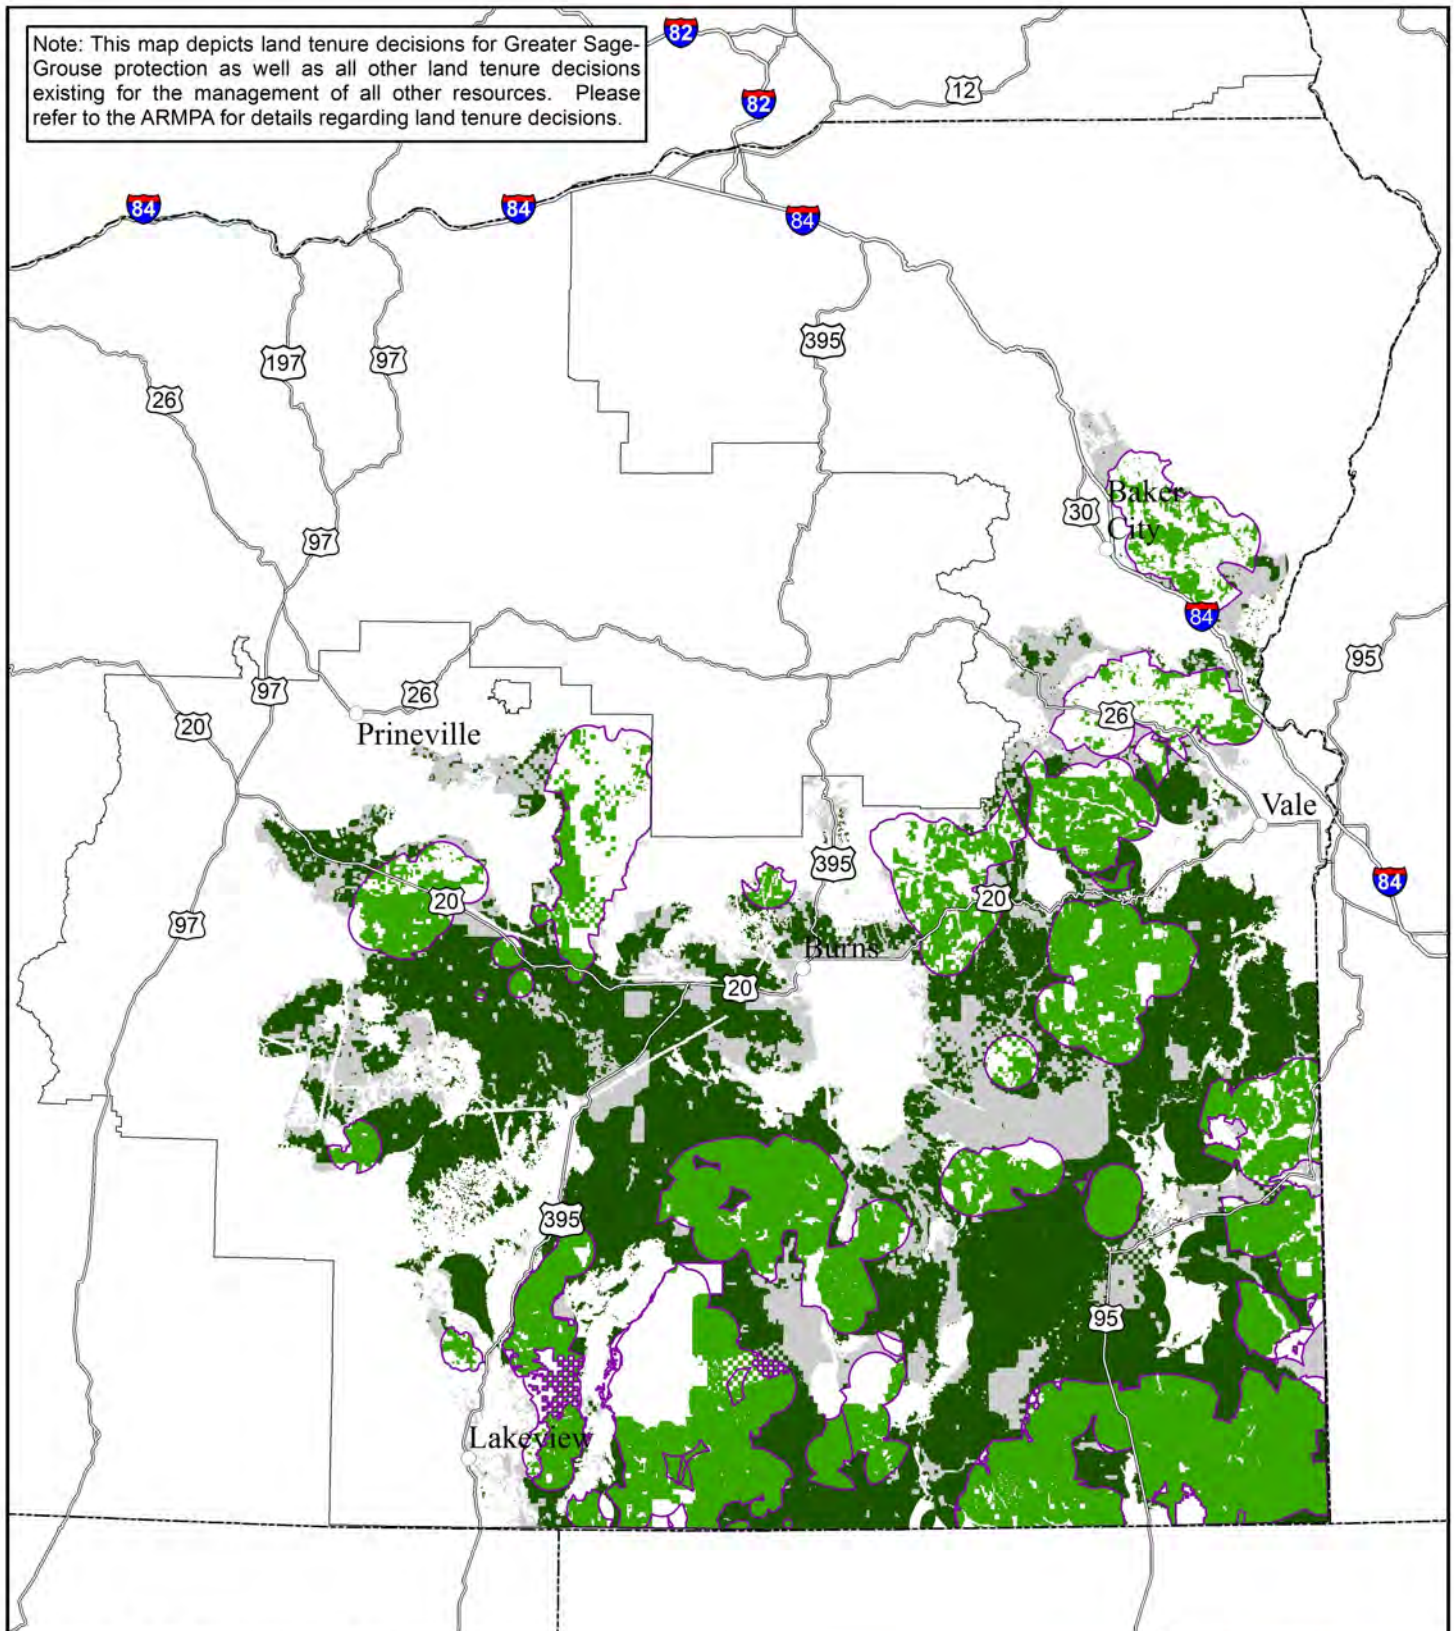 Note: This map depicts land tenure decisions for Greater Sage-
Grouse protection as well as all other land tenure decisions
existing for the management of all other resources. Please
refer to the ARMPA for details regarding land tenure decisions.
82
12
82
84
84
84
197
97
395
26
Baker
City
30
97
84
95
97
26
20
26
Prineville
Vale
395
84
20
20
97
Burns
20
395
95
Lakeview